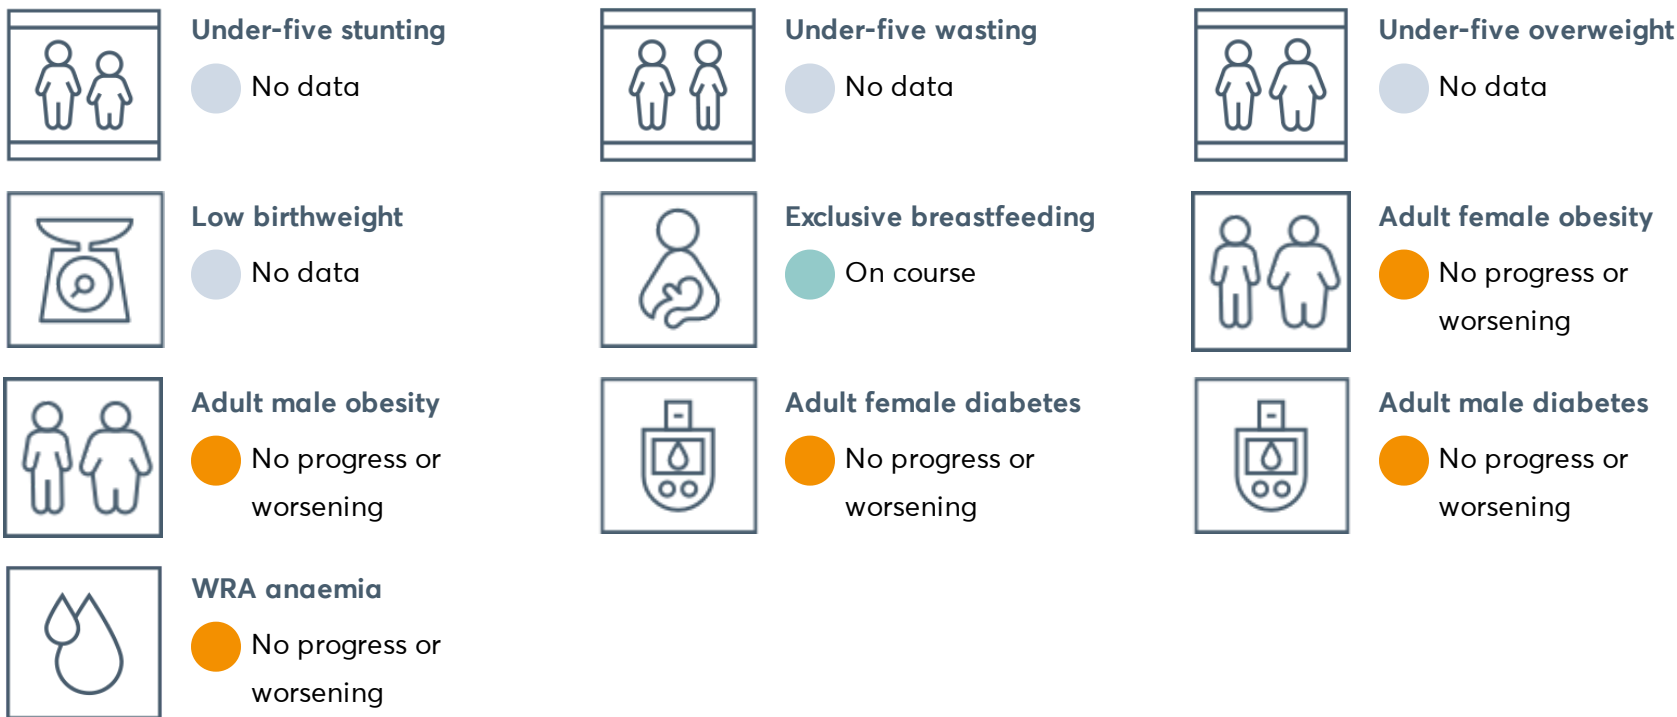 Under-five stunting
No data
Under-five wasting
No data
Under-five overweight
No data
Low birthweight
No data
Exclusive breastfeeding
On course
Adult female obesity
No progress or
worsening
Adult male obesity
No progress or
worsening
Adult female diabetes
No progress or
worsening
Adult male diabetes
No progress or
worsening
WRA anaemia
No progress or
worsening